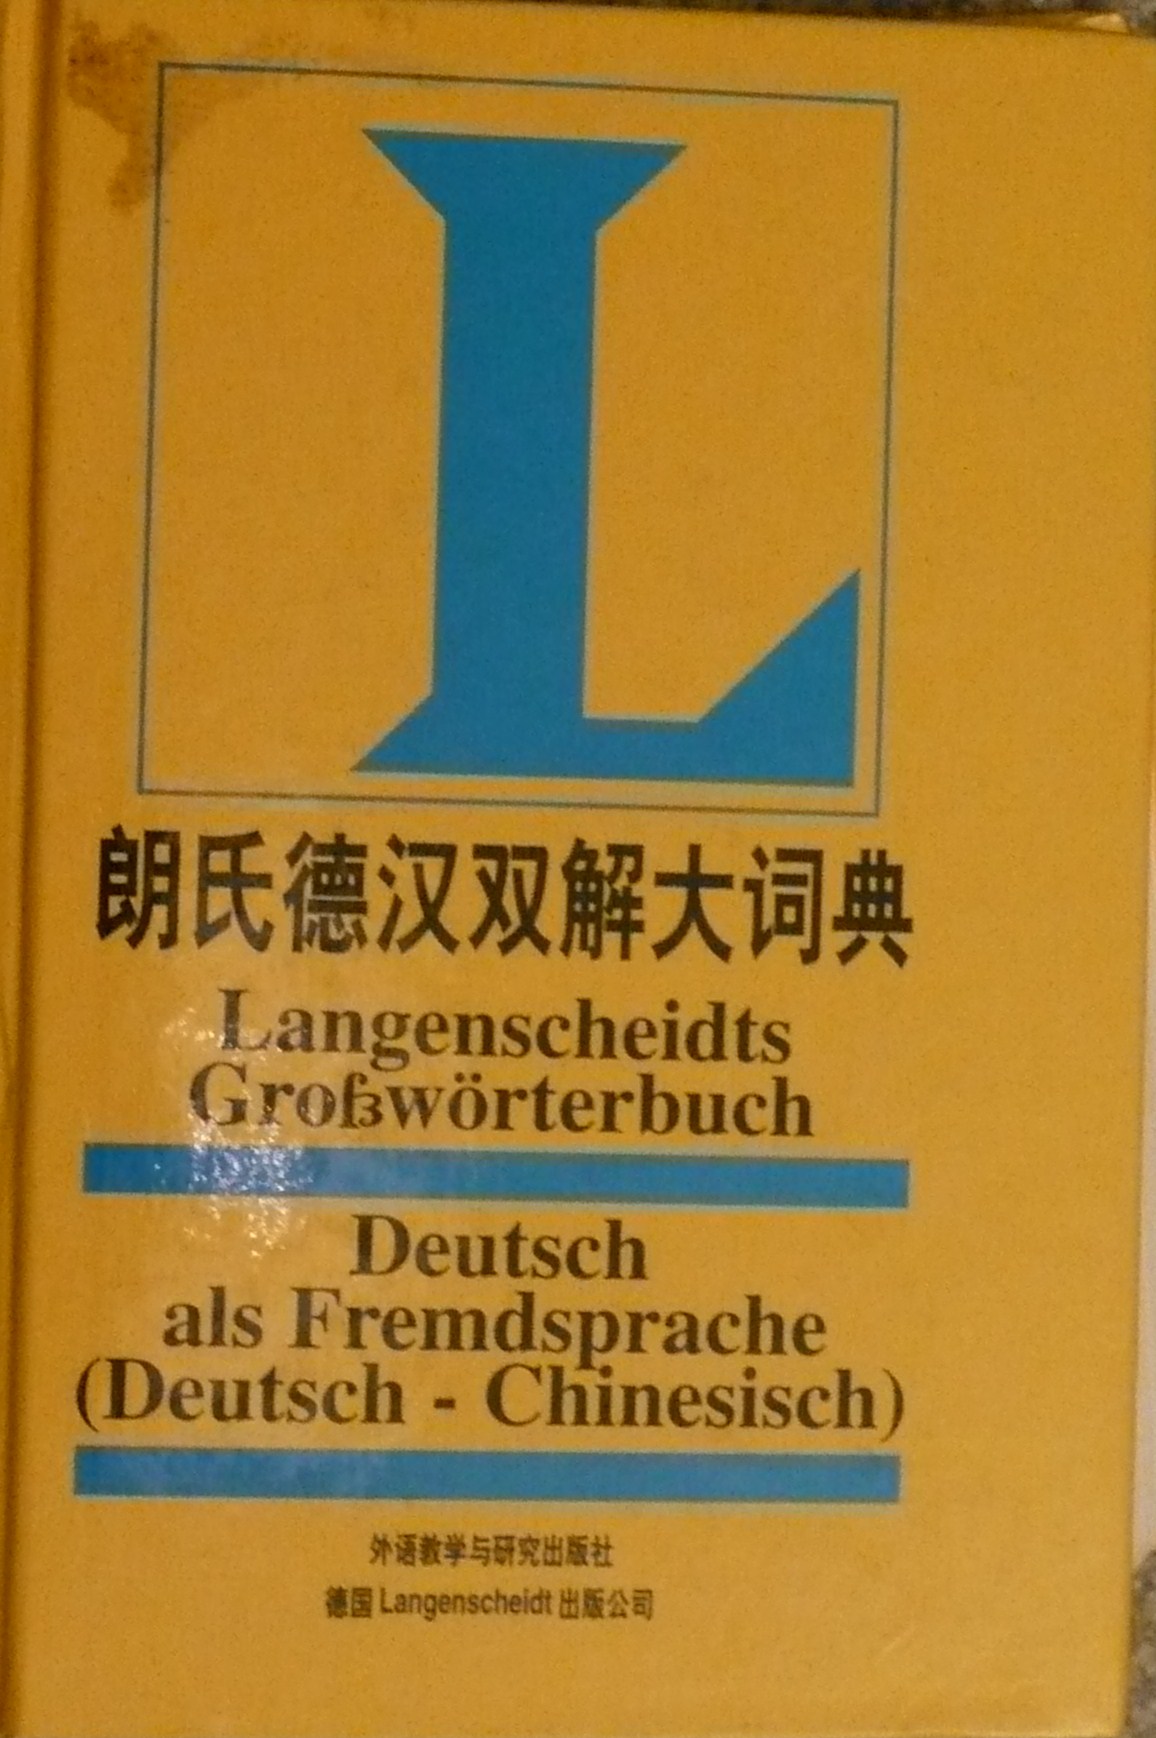 L
朗氏德汉双解大词典
Langenscheidts
Großwörterbuch
Deutsch
als Fremdsprache
(Deutsch - Chinesisch)
外语教学与研究出版社
德国 Langenscheidt 出版公司